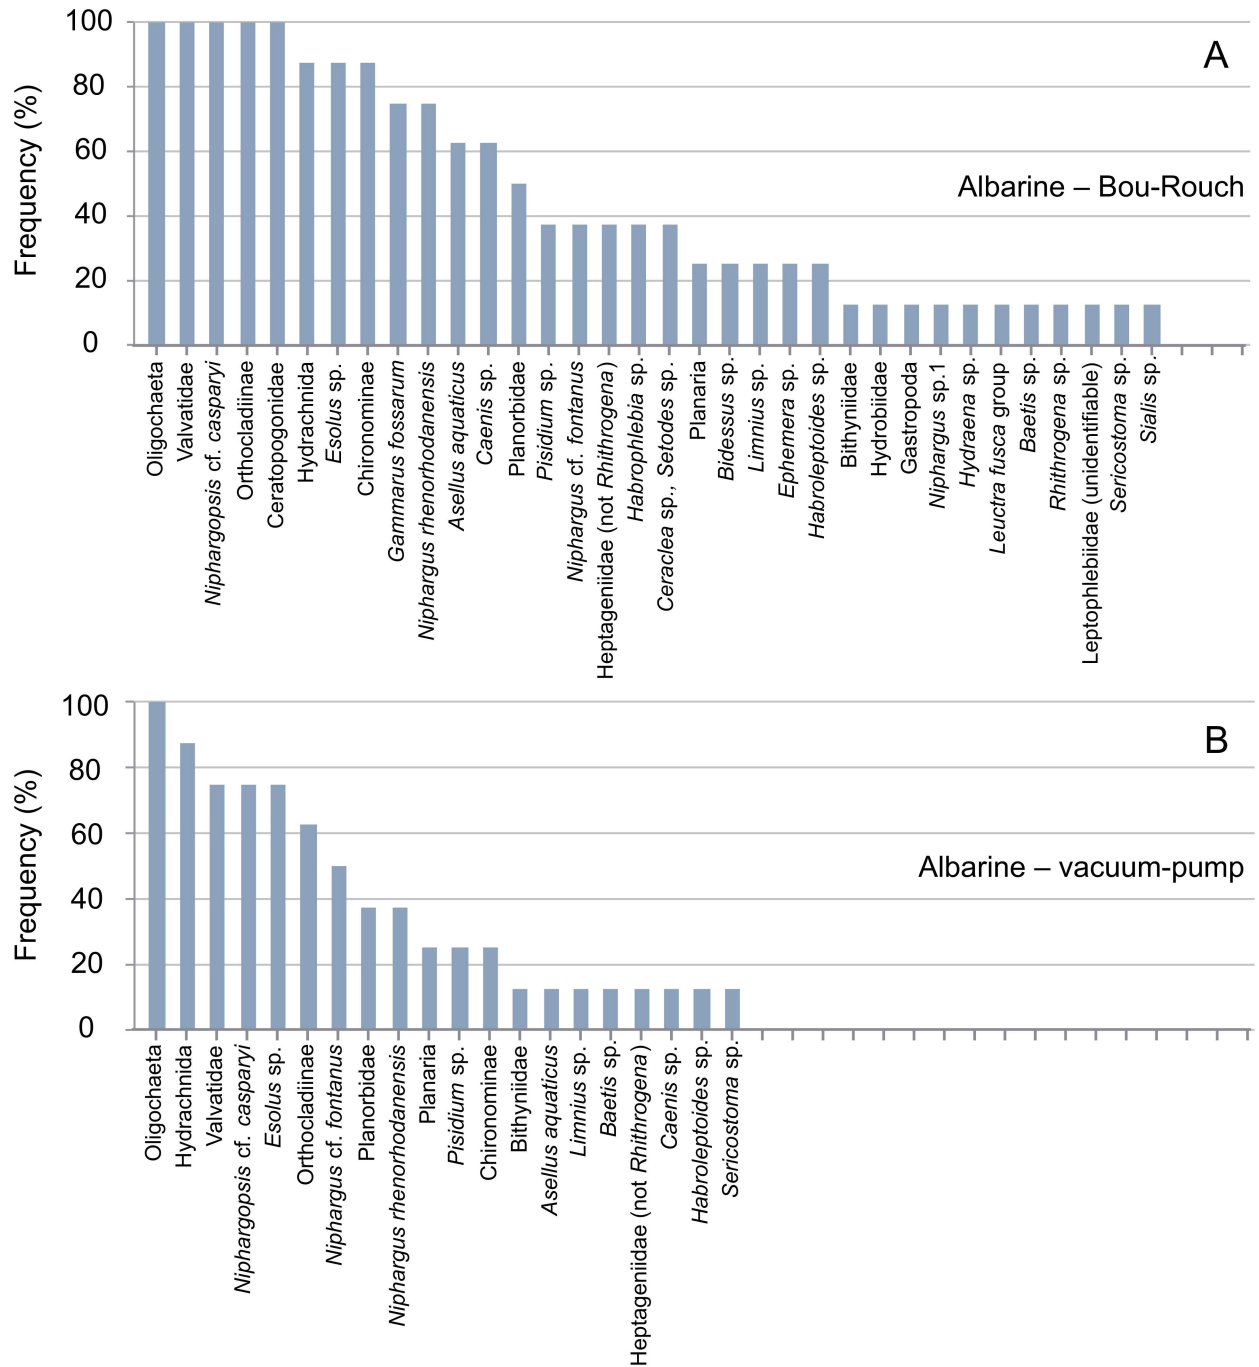 100
80
60
40
20
0
Frequency (%)
A
Albarine – Bou-Rouch
Oligochaeta
Valvatidae
Niphargopsis cf. casparyi
Orthocladiinae
Ceratopogonidae
Hydrachnida
Esolus sp.
Chironominae
Gammarus fossarum
Niphargus rhenorhodanensis
Asellus aquaticus
Caenis sp.
Planorbidae
Pisidium sp.
Niphargus cf. fontanus
Heptageniidae (not Rhithrogena)
Habrophlebia sp.
Ceraclea sp., Setodes sp.
Planaria
Bidessus sp.
Limnius sp.
Ephemera sp.
Habroleptoides sp.
Bithyniidae
Hydrobiidae
Gastropoda
Niphargus sp.1
Hydraena sp.
Leuctra fusca group
Baetis sp.
Rhithrogena sp.
Leptophlebiidae (unidentifiable)
Sericostoma sp.
Sialis sp.
100
80
60
40
20
0
Frequency (%)
B
Albarine – vacuum-pump
Oligochaeta
Hydrachnida
Valvatidae
Niphargopsis cf. casparyi
Esolus sp.
Orthocladiinae
Niphargus cf. fontanus
Planorbidae
Niphargus rhenorhodanensis
Planaria
Pisidium sp.
Chironominae
Bithyniidae
Asellus aquaticus
Limnius sp.
Baetis sp.
Heptageniidae (not Rhithrogena)
Caenis sp.
Habroleptoides sp.
Sericostoma sp.